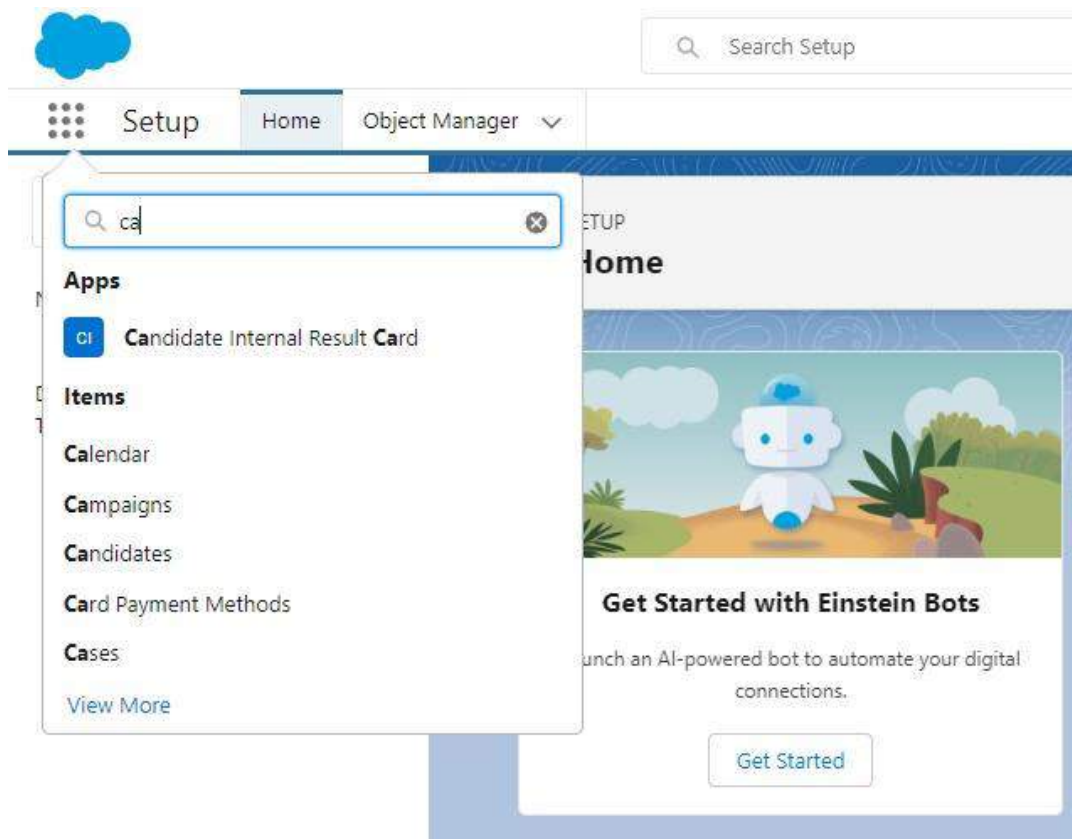 Search Setup
Setup
Home
Object Manager
ca
Apps
CI
Candidate Internal Result Card
Items
Calendar
Campaigns
Candidates
Card Payment Methods
Cases
View More
ETUP
Home
Get Started with Einstein Bots
unch an AI-powered bot to automate your digital
connections.
Get Started